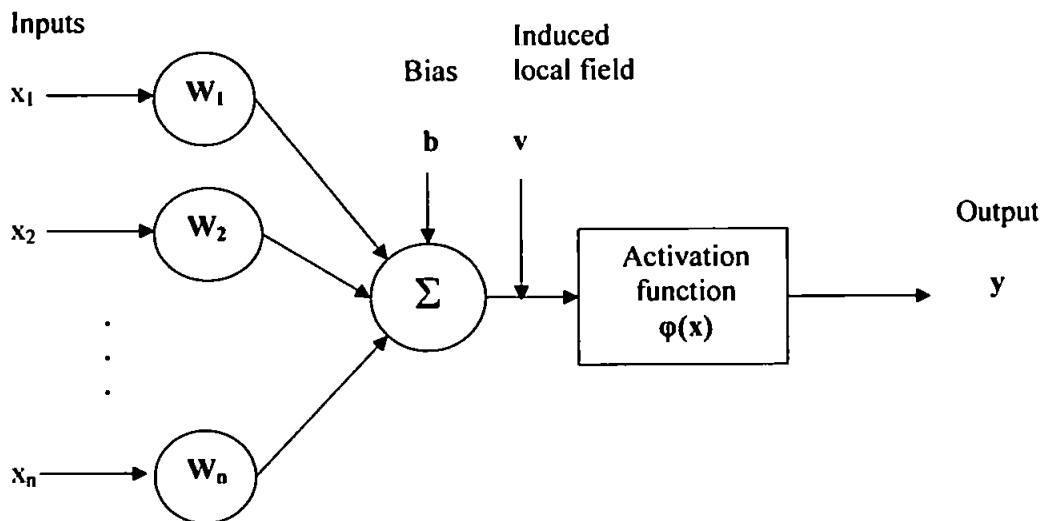 Inputs
x₁
W₁
x₂
W₂
.
.
.
xₙ
Wₙ
Bias
b
Induced
local field
v
Σ
Activation
function
φ(x)
Output
y